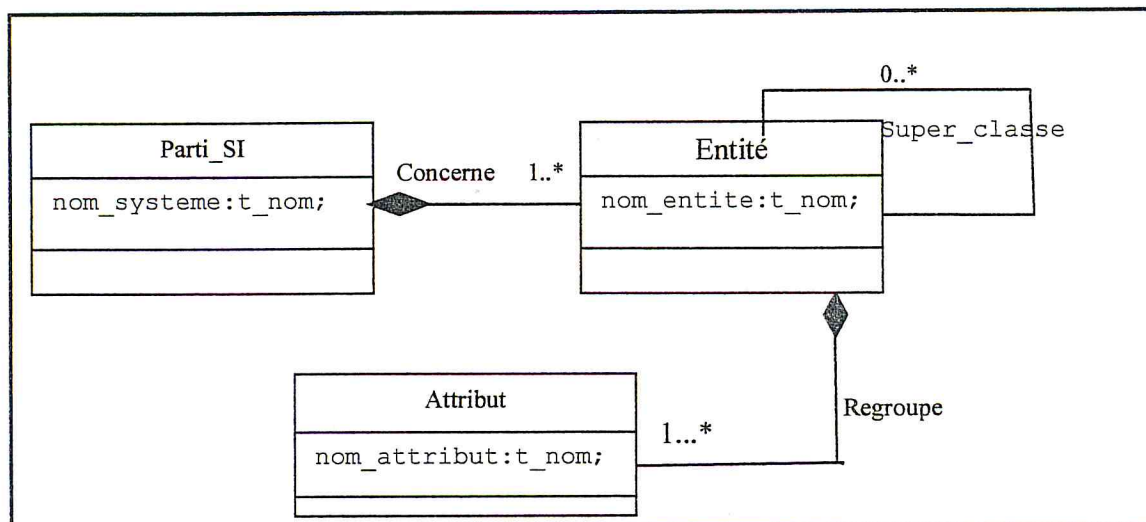 0..*
Super_classe
Parti_SI
nom_systeme:t_nom;
Concerne
1..*
Entité
nom_entite:t_nom;
Regroupe
Attribut
nom_attribut:t_nom;
1...*